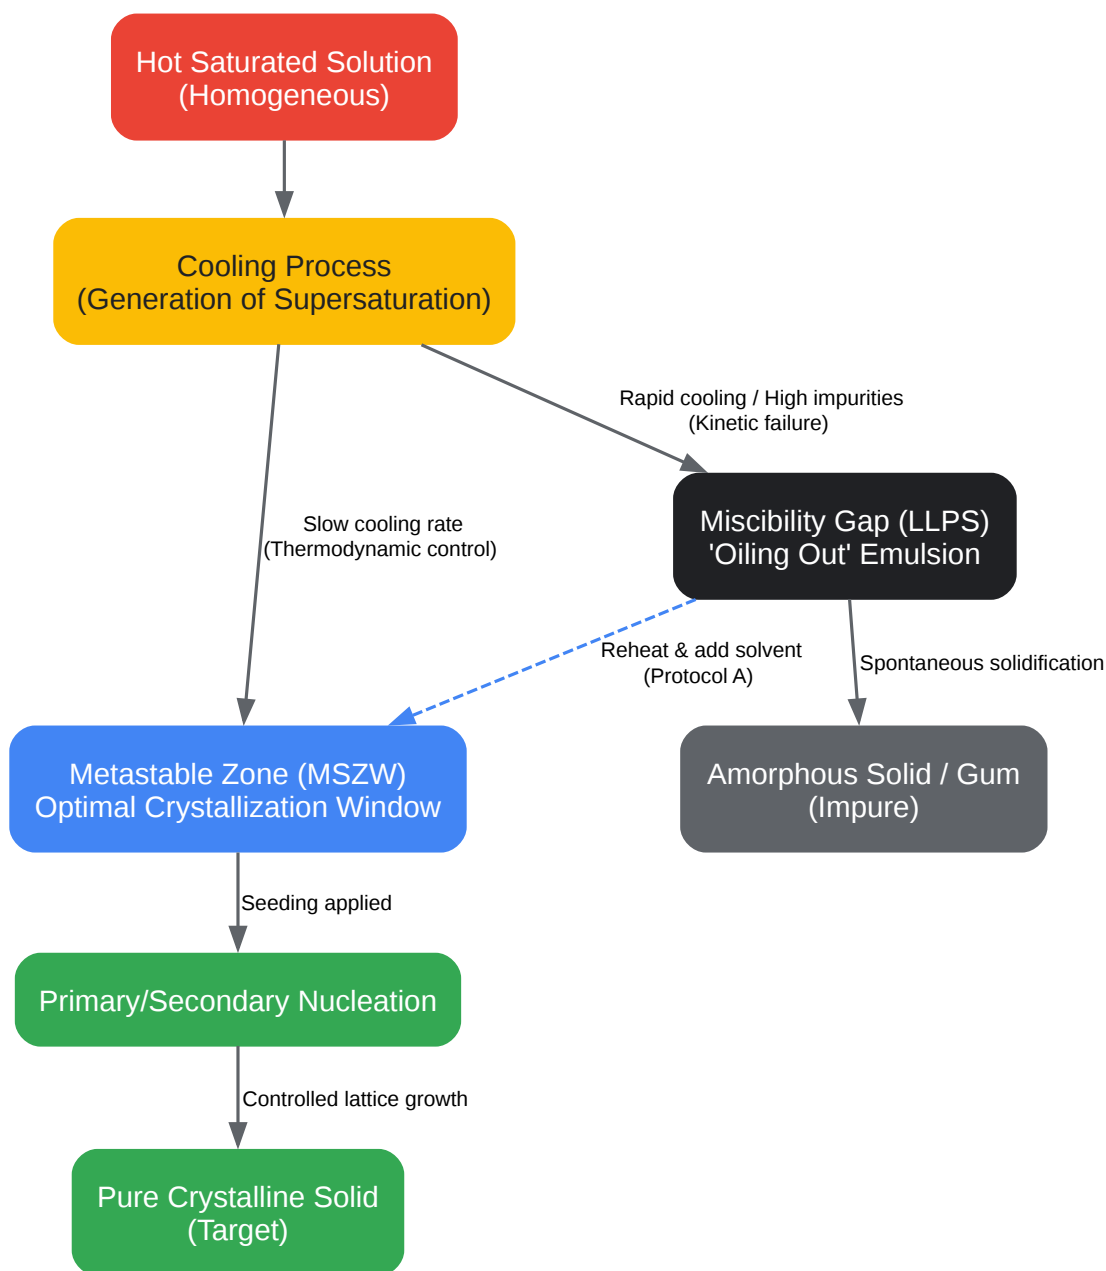 Hot Saturated Solution
(Homogeneous)
Cooling Process
(Generation of Supersaturation)
Rapid cooling / High impurities
(Kinetic failure)
Slow cooling rate
(Thermodynamic control)
Miscibility Gap (LLPS)
'Oiling Out' Emulsion
Reheat & add solvent
(Protocol A)
Spontaneous solidification
Metastable Zone (MSZW)
Optimal Crystallization Window
Amorphous Solid / Gum
(Impure)
Seeding applied
Primary/Secondary Nucleation
Controlled lattice growth
Pure Crystalline Solid
(Target)